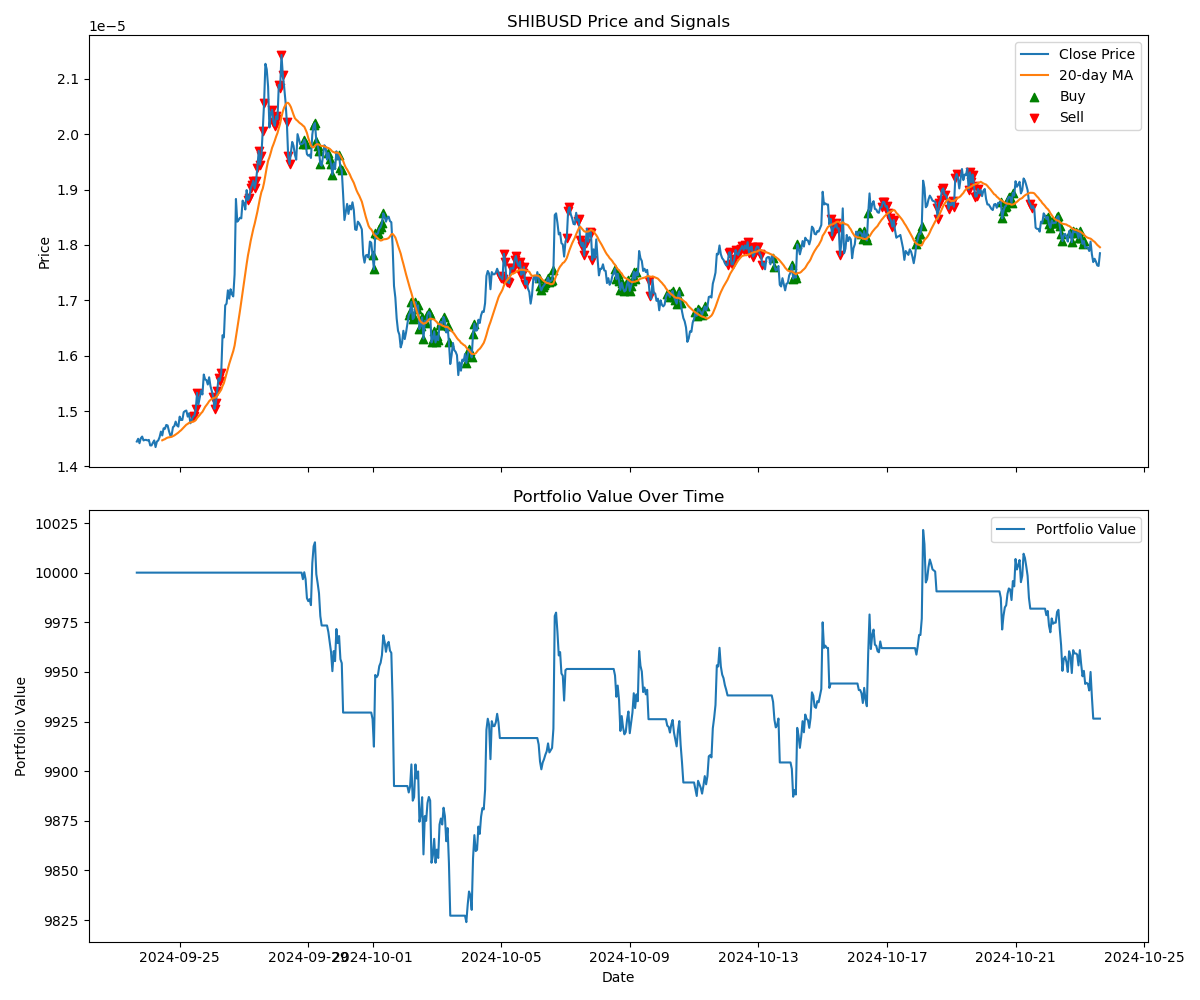 SHIBUSD Price and Signals
1e−5
Close Price
20-day MA
Buy
Sell
2.1
2.0
1.9
1.8
1.7
1.6
1.5
1.4
Price
Portfolio Value Over Time
Portfolio Value
10025
10000
9975
9950
9925
9900
9875
9850
9825
Portfolio Value
2024-09-25
2024-09-29
2024-10-01
2024-10-05
2024-10-09
2024-10-13
2024-10-17
2024-10-21
2024-10-25
Date